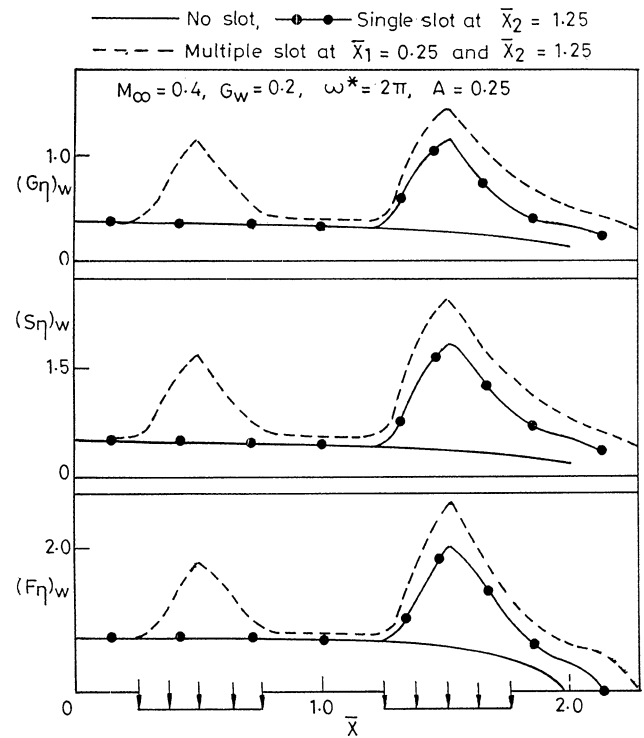 No slot, Single slot at X̄₂ = 1.25
Multiple slot at X̄₁ = 0.25 and X̄₂ = 1.25
M∞ = 0.4, G_W = 0.2, ω* = 2π, A = 0.25
1.0
(Gη)w
0
(Sη)w
1.5
0
2.0
(Fη)w
0 1.0 2.0
X̄